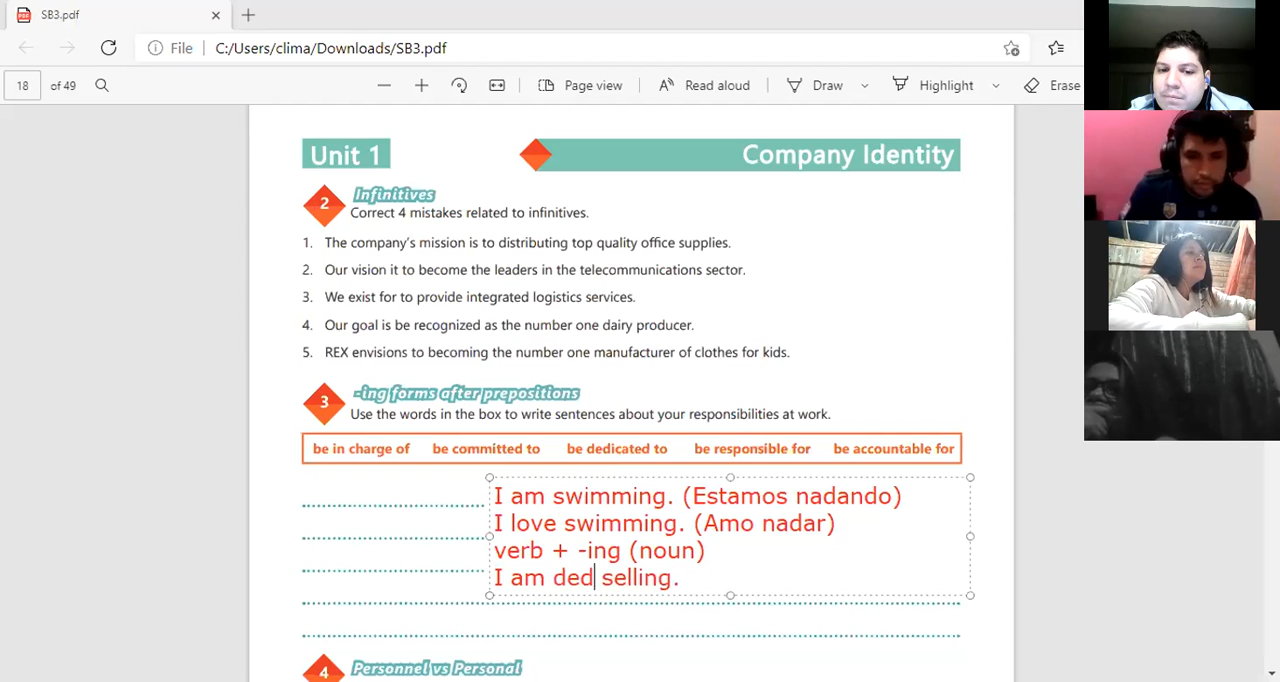 SB3.pdf
File
C:/Users/clima/Downloads/SB3.pdf
18 of 49
Page view
Read aloud
Draw
Highlight
Erase
Unit 1
Company Identity
2
Infinitives
Correct 4 mistakes related to infinitives.
1. The company's mission is to distributing top quality office supplies.
2. Our vision it to become the leaders in the telecommunications sector.
3. We exist for to provide integrated logistics services.
4. Our goal is be recognized as the number one dairy producer.
5. REX envisions to becoming the number one manufacturer of clothes for kids.
3
-ing forms after prepositions
Use the words in the box to write sentences about your responsibilities at work.
be in charge of be committed to be dedicated to be responsible for be accountable for
I am swimming. (Estamos nadando)
I love swimming. (Amo nadar)
verb + -ing (noun)
I am ded selling.
4
Personnel vs Personal